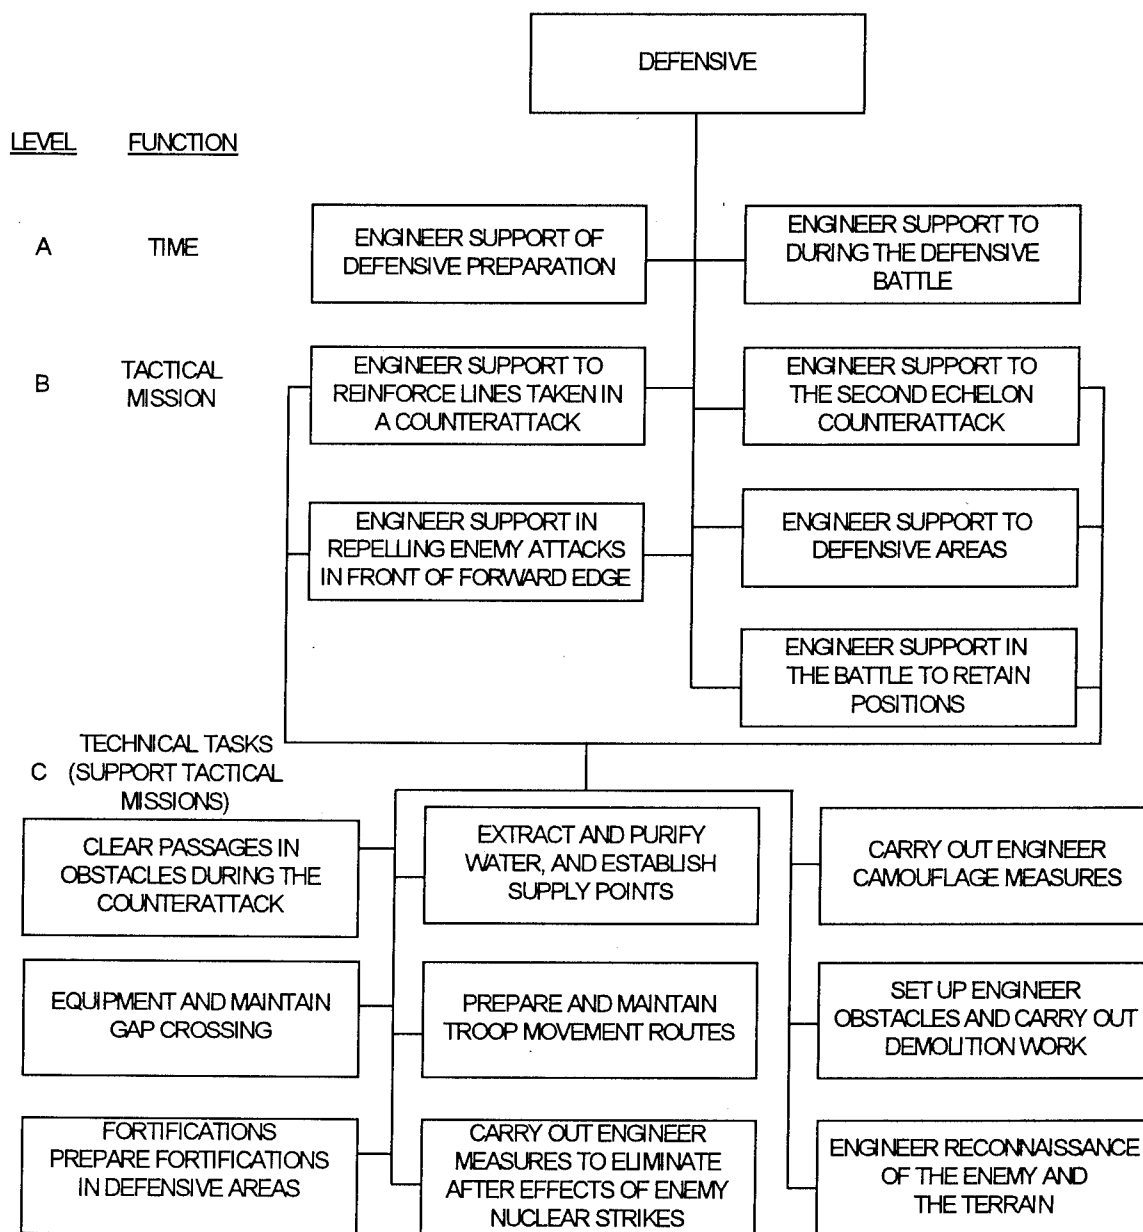 DEFENSIVE
LEVEL FUNCTION
A TIME
ENGINEER SUPPORT OF
DEFENSIVE PREPARATION
ENGINEER SUPPORT TO
DURING THE DEFENSIVE
BATTLE
B TACTICAL
MISSION
ENGINEER SUPPORT TO
REINFORCE LINES TAKEN IN
A COUNTERATTACK
ENGINEER SUPPORT TO
THE SECOND ECHELON
COUNTERATTACK
ENGINEER SUPPORT IN
REPELLING ENEMY ATTACKS
IN FRONT OF FORWARD EDGE
ENGINEER SUPPORT TO
DEFENSIVE AREAS
ENGINEER SUPPORT IN
THE BATTLE TO RETAIN
POSITIONS
TECHNICAL TASKS
C (SUPPORT TACTICAL
MISSIONS)
CLEAR PASSAGES IN
OBSTACLES DURING THE
COUNTERATTACK
EXTRACT AND PURIFY
WATER, AND ESTABLISH
SUPPLY POINTS
CARRY OUT ENGINEER
CAMOUFLAGE MEASURES
EQUIPMENT AND MAINTAIN
GAP CROSSING
PREPARE AND MAINTAIN
TROOP MOVEMENT ROUTES
SET UP ENGINEER
OBSTACLES AND CARRY OUT
DEMOLITION WORK
FORTIFICATIONS
PREPARE FORTIFICATIONS
IN DEFENSIVE AREAS
CARRY OUT ENGINEER
MEASURES TO ELIMINATE
AFTER EFFECTS OF ENEMY
NUCLEAR STRIKES
ENGINEER RECONNAISSANCE
OF THE ENEMY AND
THE TERRAIN